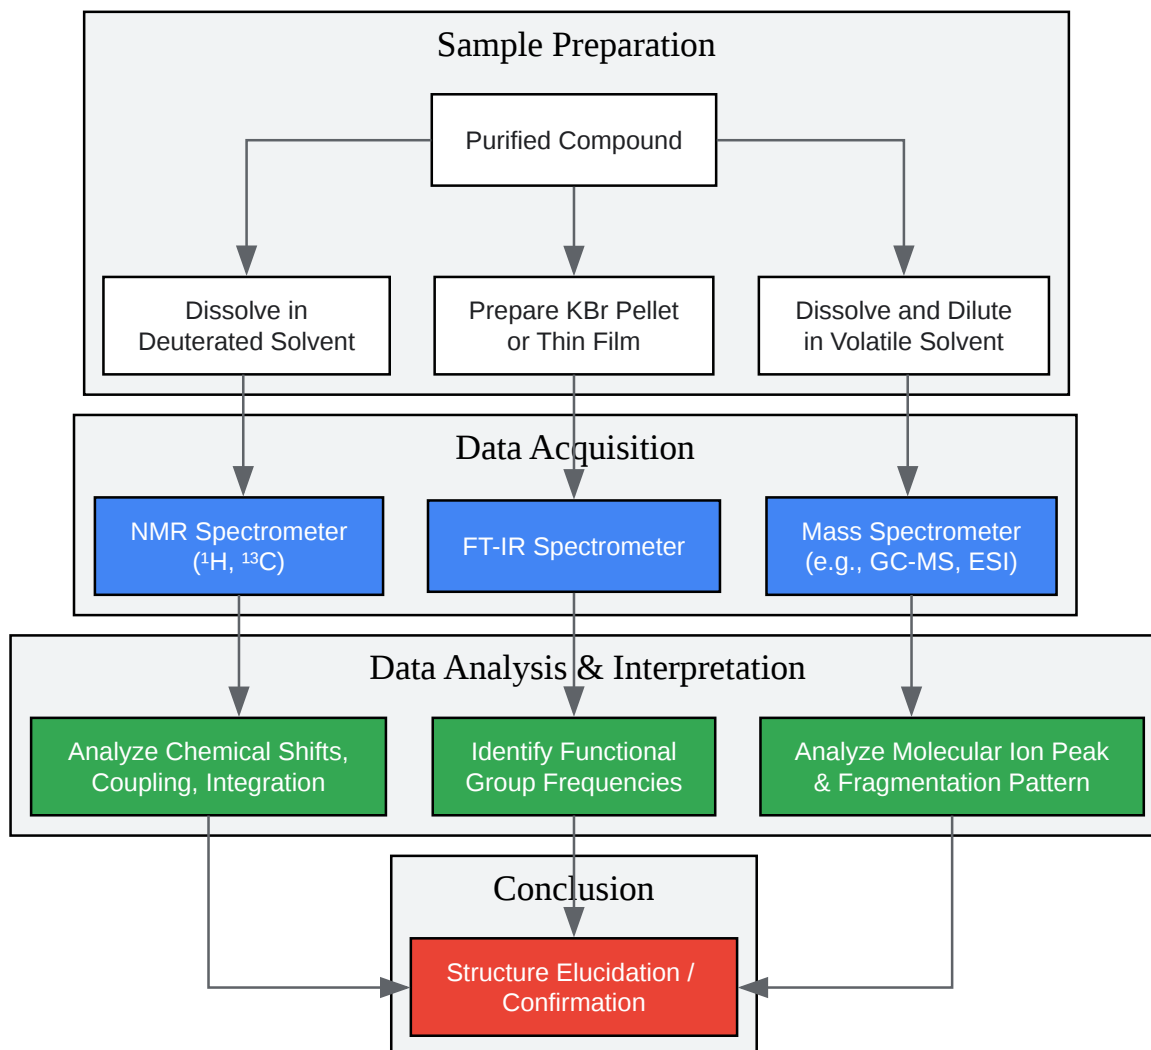 Sample Preparation
Purified Compound
Dissolve in
Deuterated Solvent
Prepare KBr Pellet
or Thin Film
Dissolve and Dilute
in Volatile Solvent
Data Acquisition
NMR Spectrometer
(¹H, ¹³C)
FT-IR Spectrometer
Mass Spectrometer
(e.g., GC-MS, ESI)
Data Analysis & Interpretation
Analyze Chemical Shifts,
Coupling, Integration
Identify Functional
Group Frequencies
Analyze Molecular Ion Peak
& Fragmentation Pattern
Conclusion
Structure Elucidation /
Confirmation